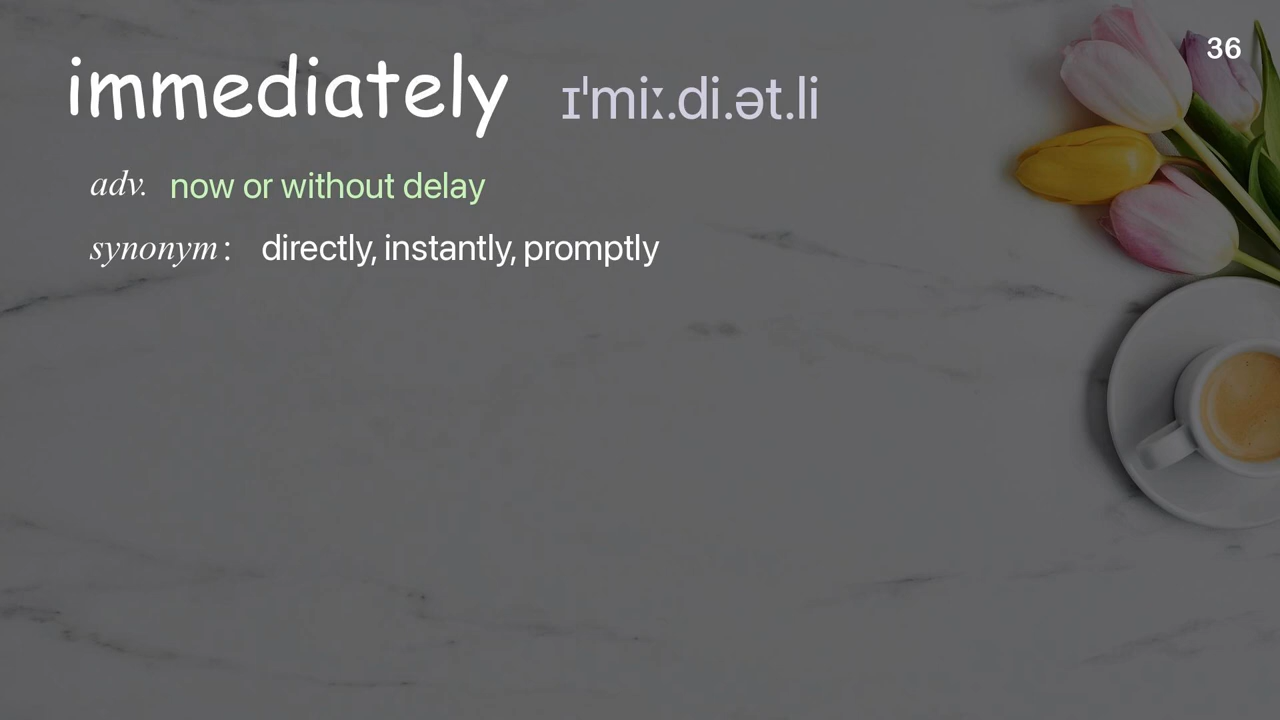 36
immediately ɪˈmiː.di.ət.li
adv. now or without delay
synonym: directly, instantly, promptly